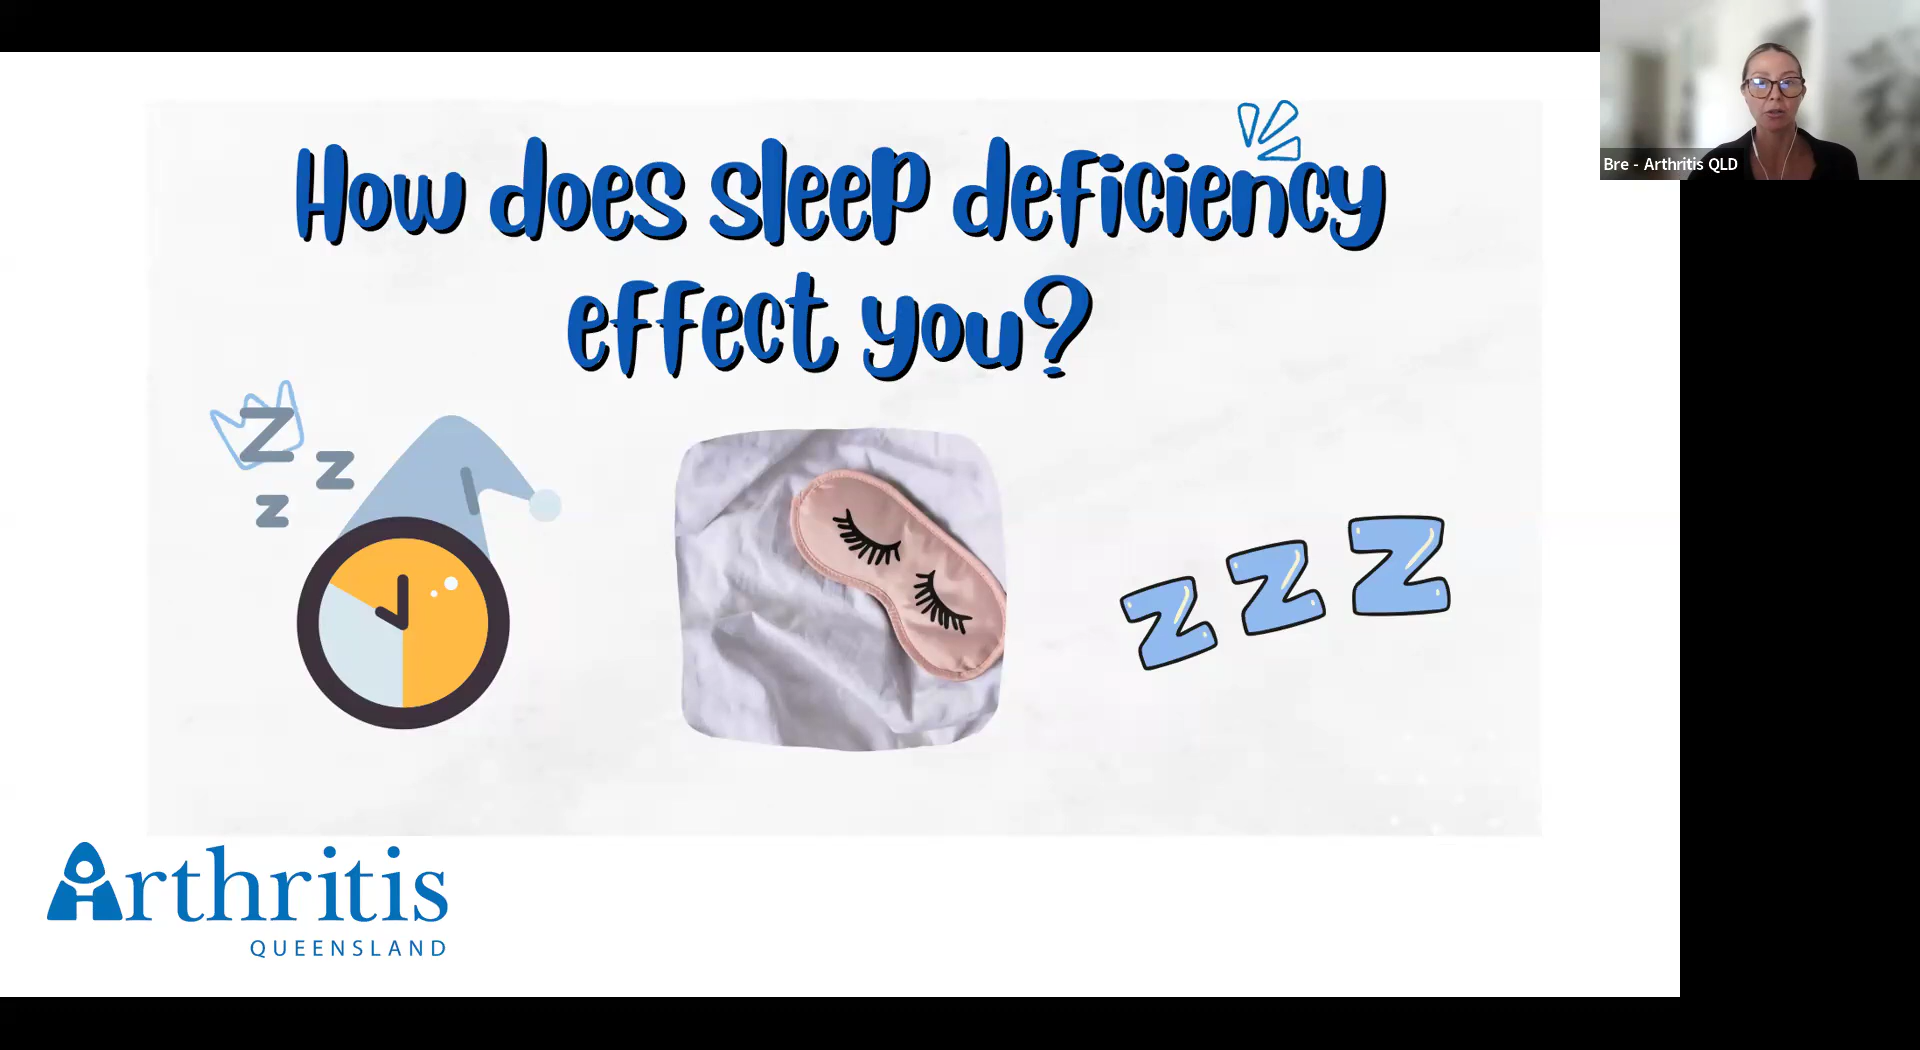 How does sleep deficiency
effect you?
Z
z
z
z z z
Arthritis
QUEENSLAND
Bre - Arthritis QLD